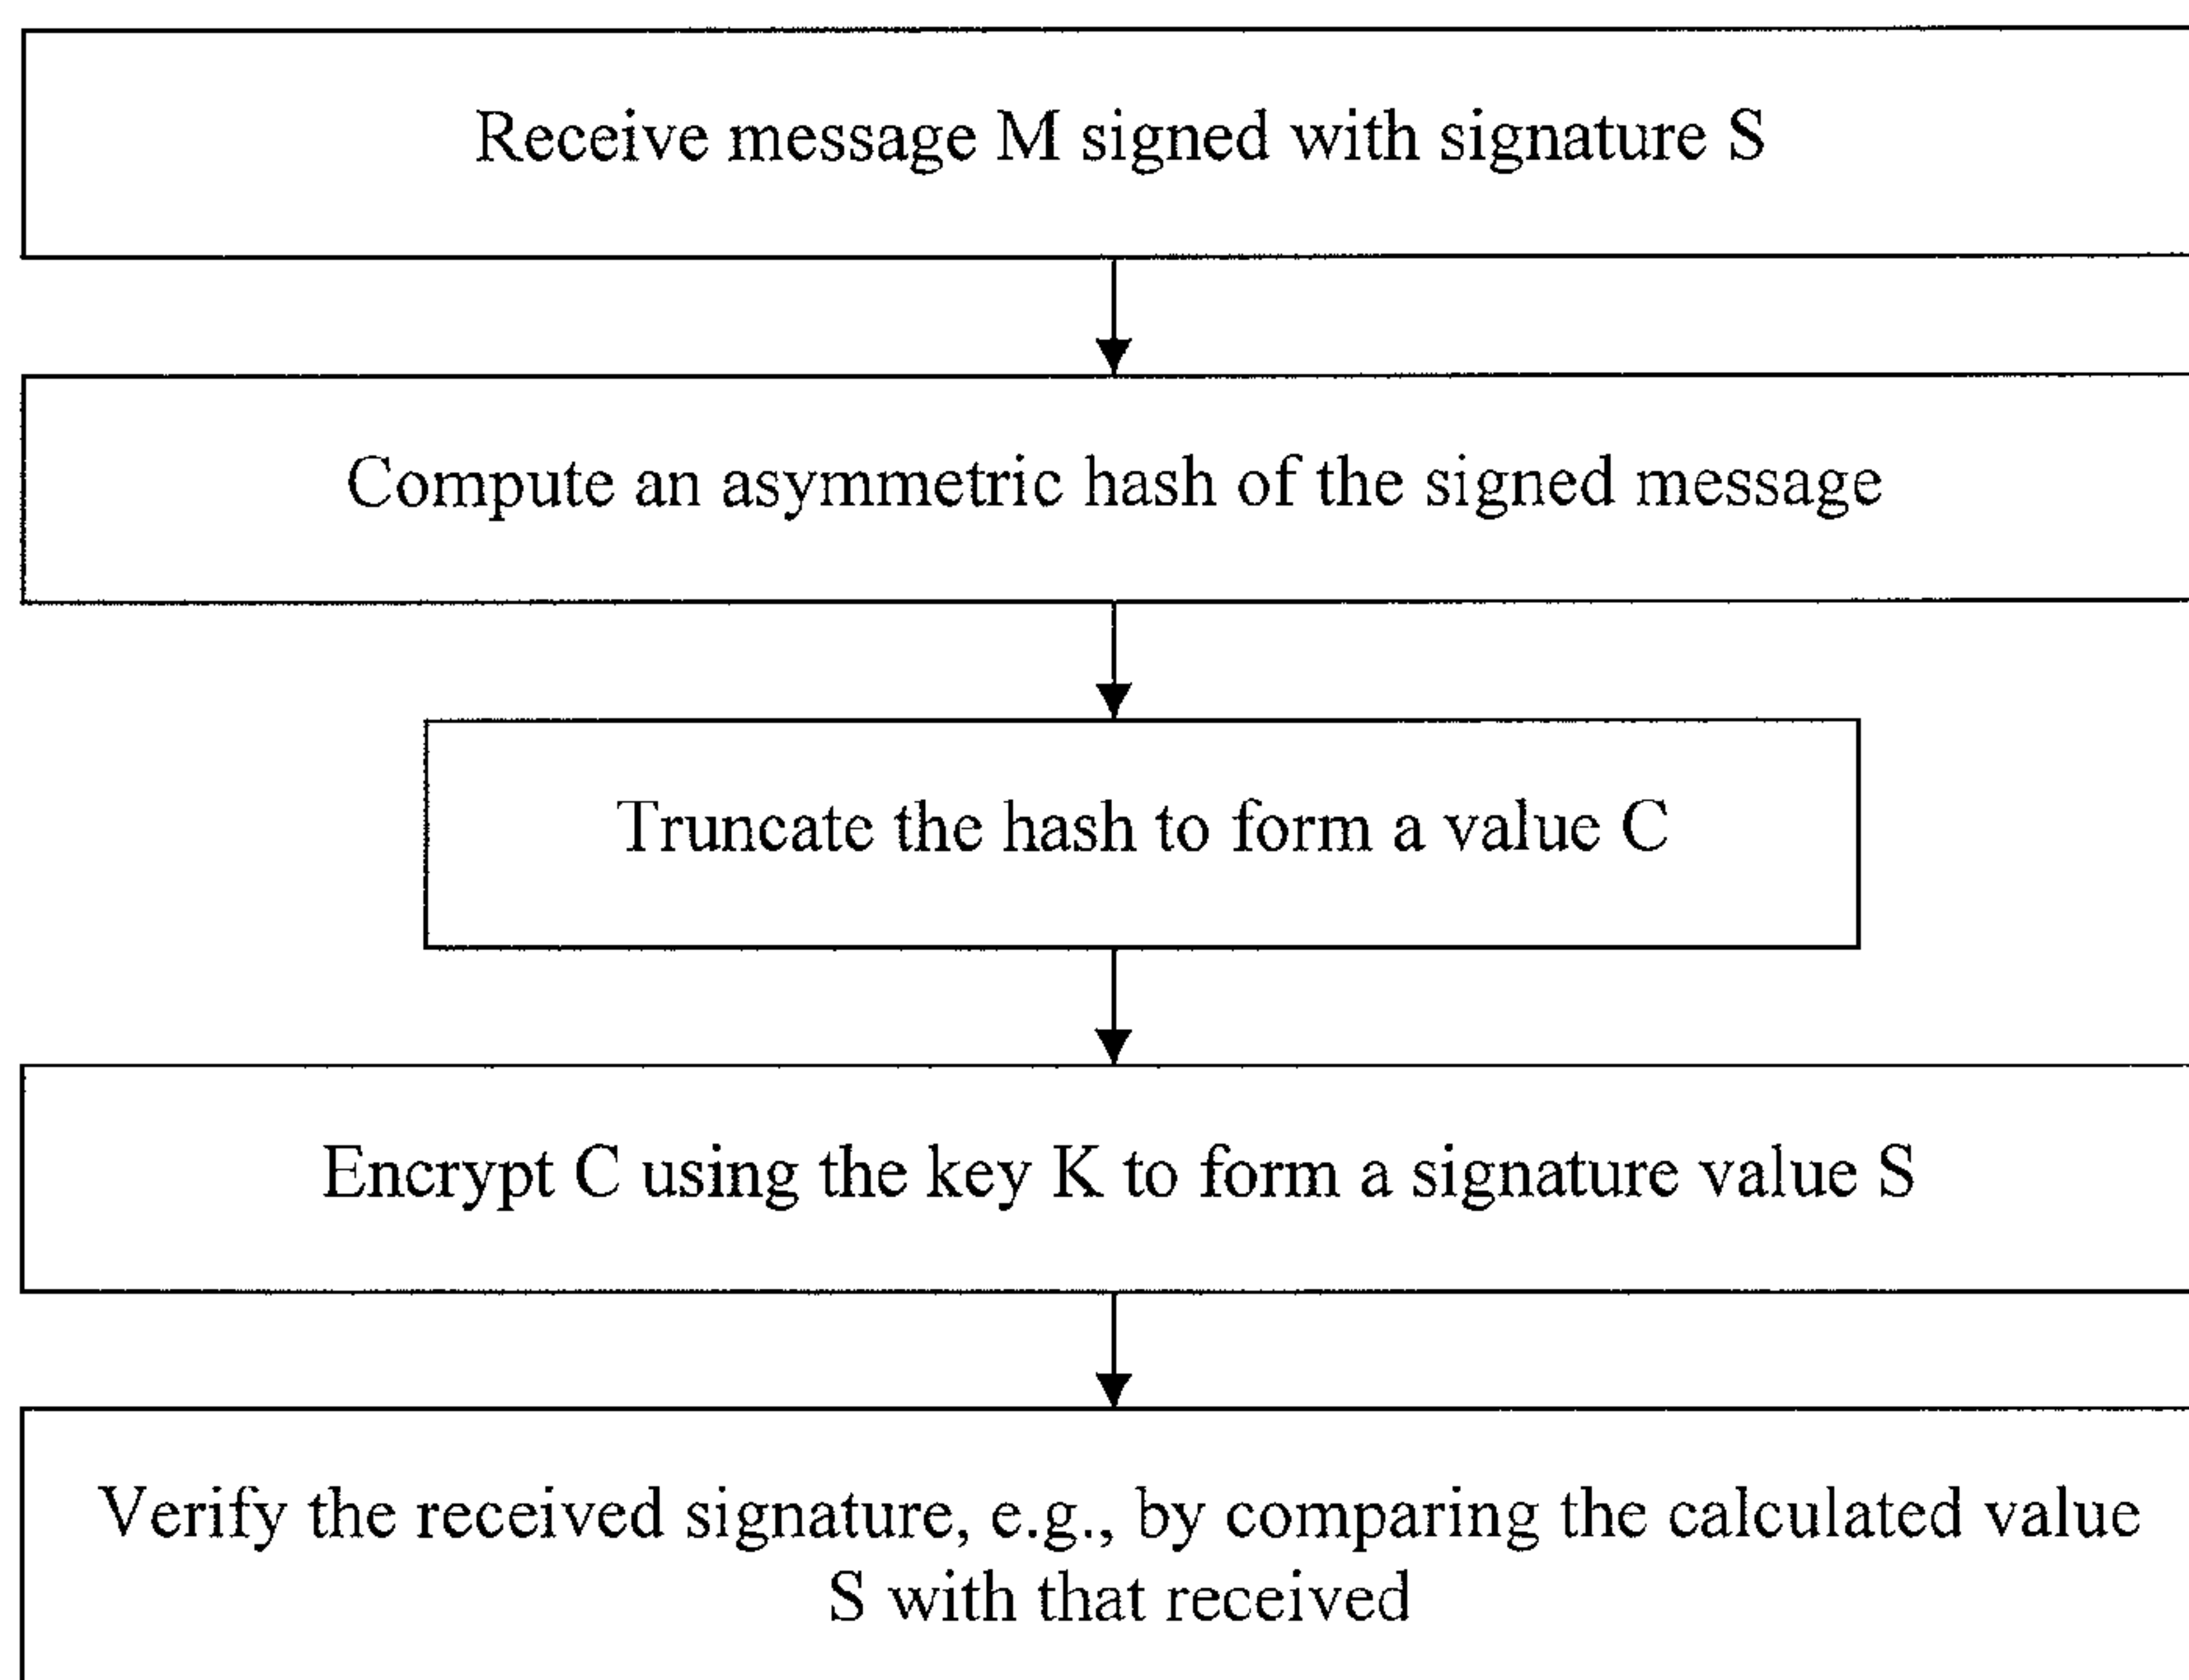 Receive message M signed with signature S
Compute an asymmetric hash of the signed message
Truncate the hash to form a value C
Encrypt C using the key K to form a signature value S
Verify the received signature, e.g., by comparing the calculated value
S with that received